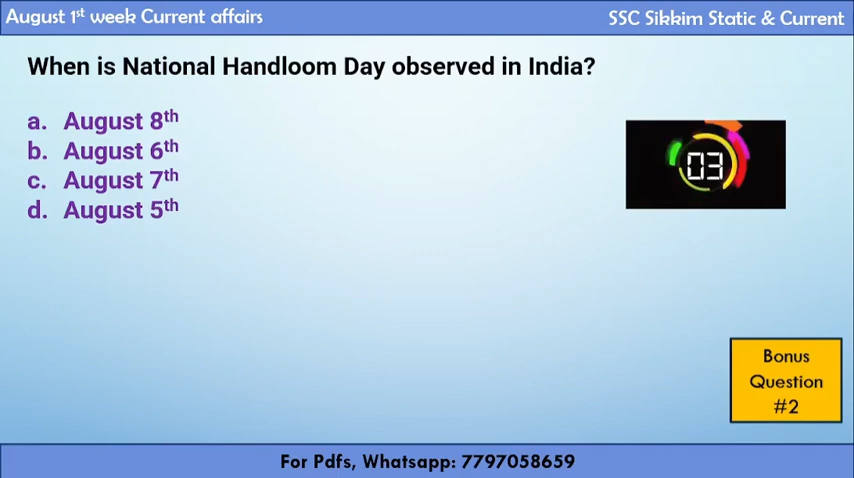 August 1st week Current affairs
SSC Sikkim Static & Current
When is National Handloom Day observed in India?
a. August 8th
b. August 6th
c. August 7th
d. August 5th
03
Bonus
Question
#2
For Pdfs, Whatsapp: 7797058659